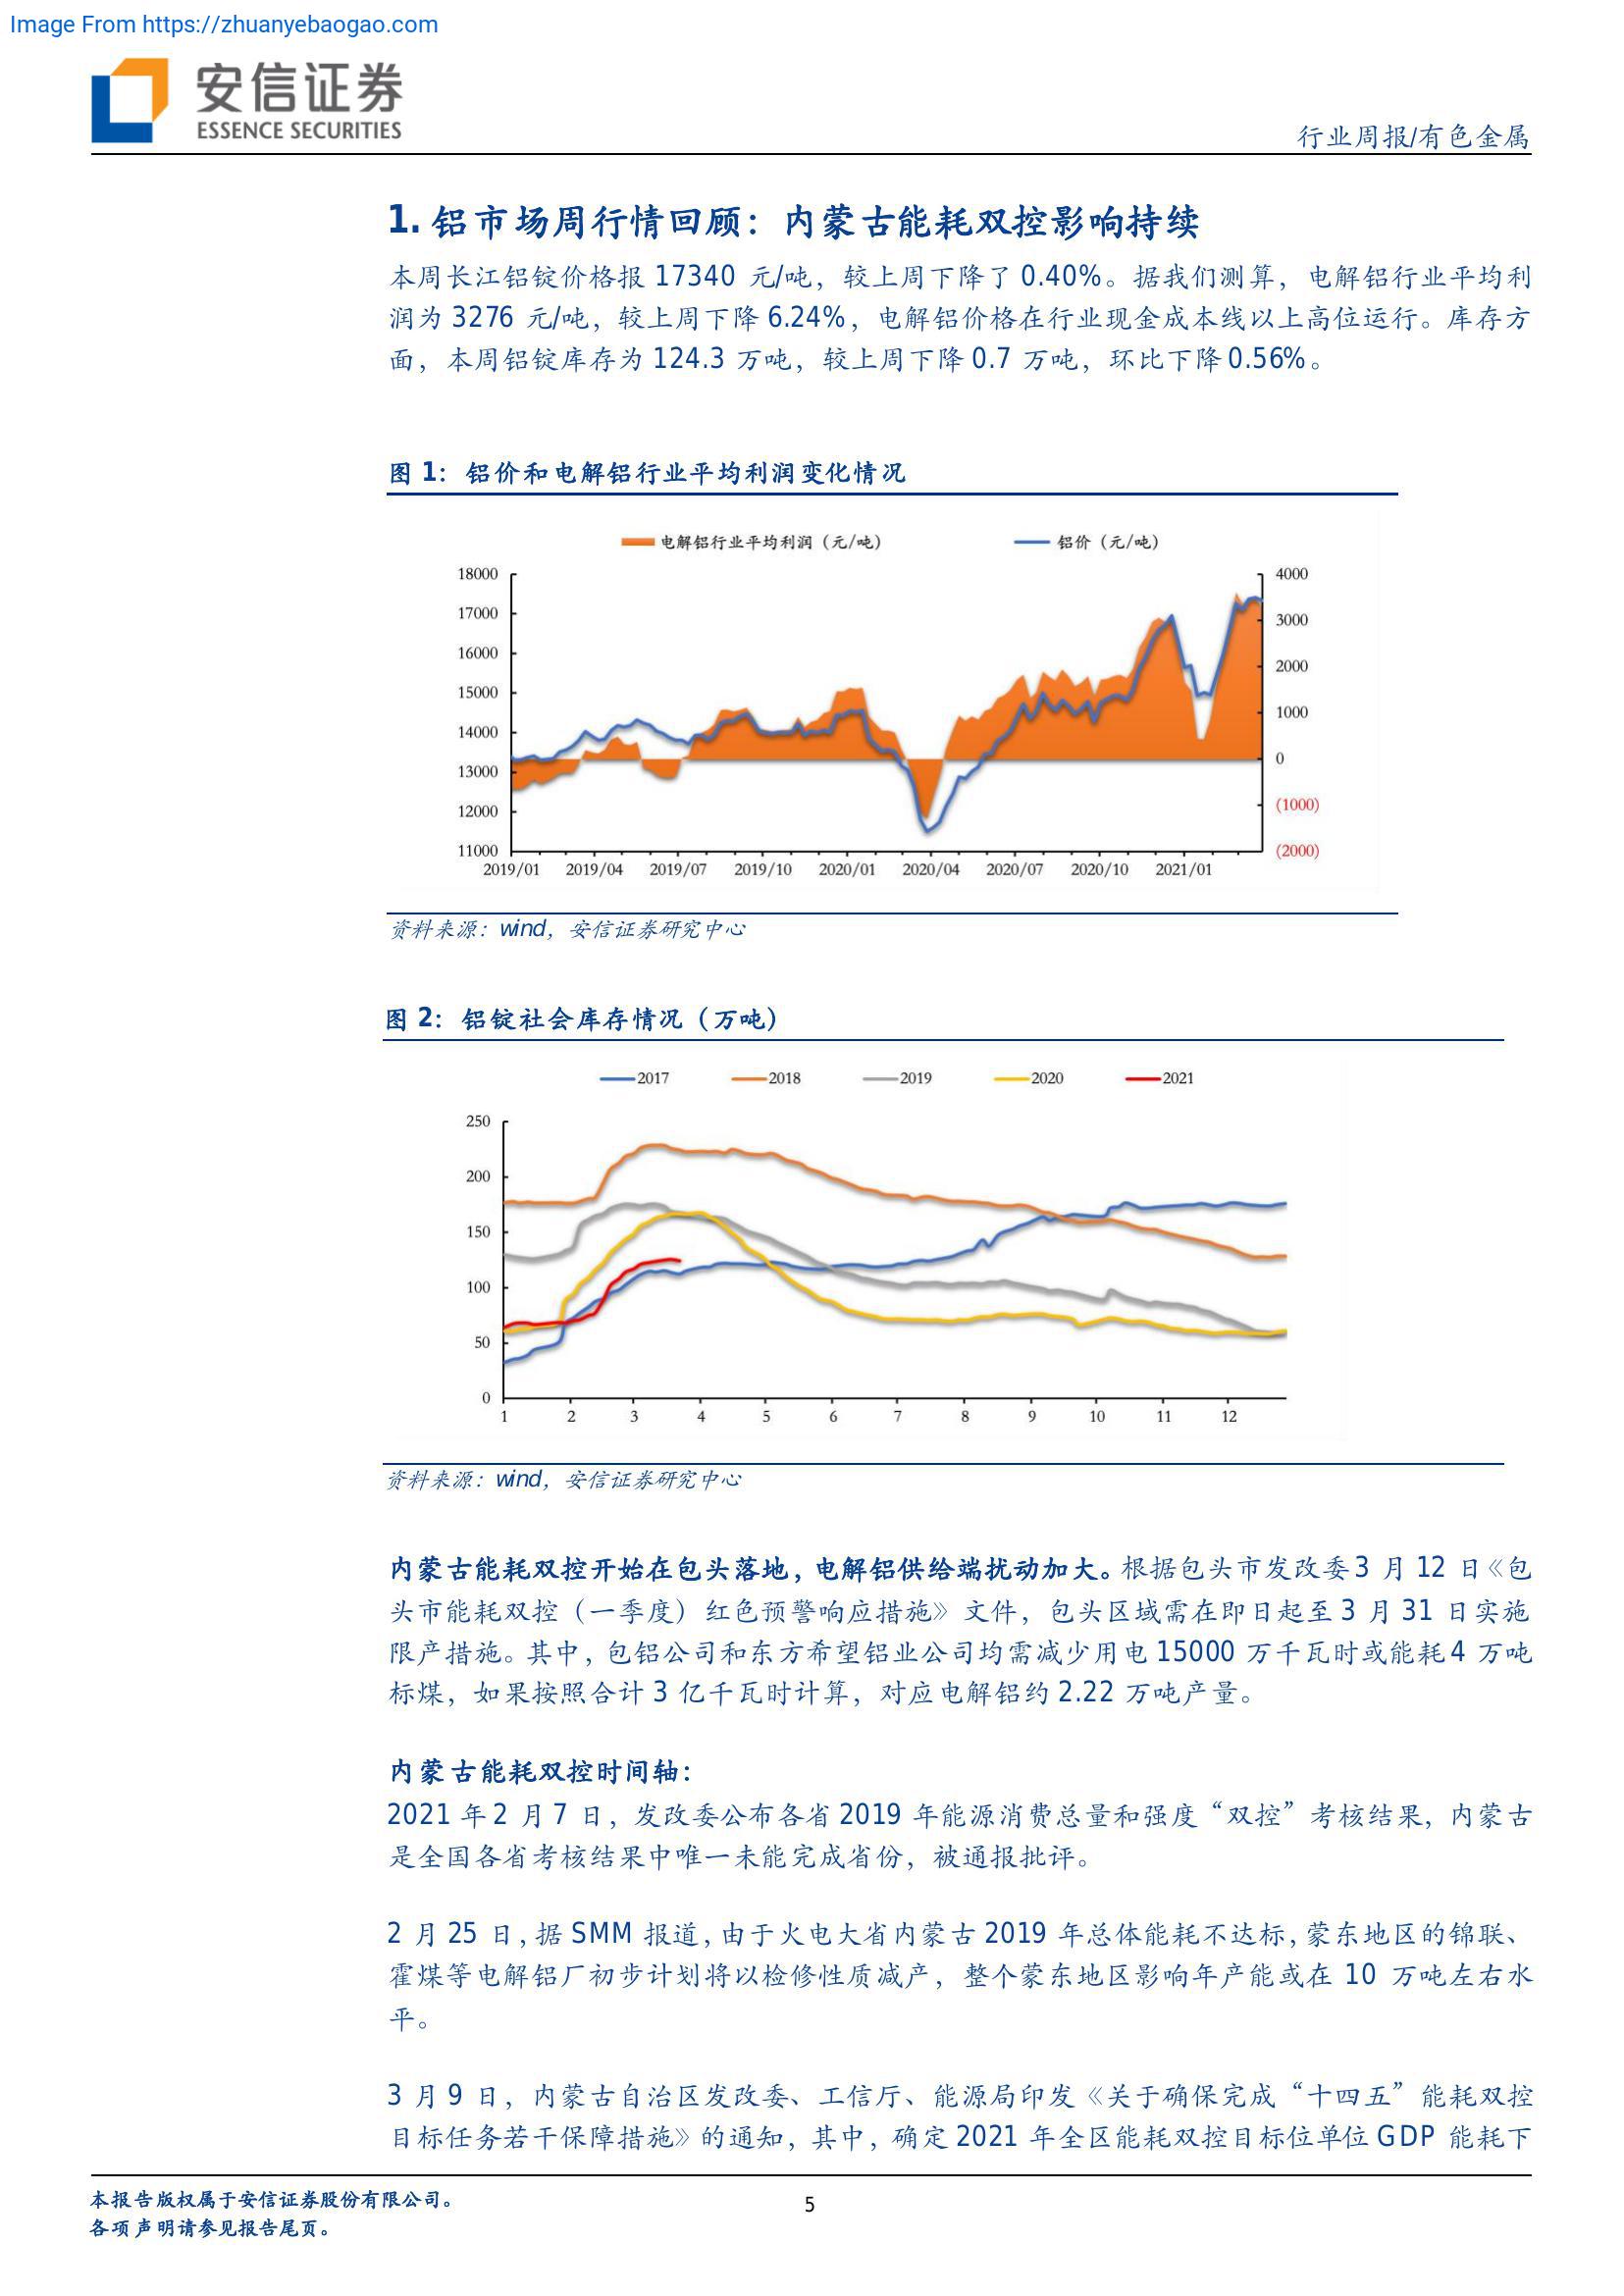 Image From https://zhuanyebaogao.com
安信证券
ESSENCE SECURITIES
行业周报/有色金属
1. 铝市场周行情回顾：内蒙古能耗双控影响持续
本周长江铝锭价格报 17340 元/吨，较上周下降了 0.40%。据我们测算，电解铝行业平均利
润为 3276 元/吨，较上周下降 6.24%，电解铝价格在行业现金成本线以上高位运行。库存方
面，本周铝锭库存为 124.3 万吨，较上周下降 0.7 万吨，环比下降 0.56%。
图 1：铝价和电解铝行业平均利润变化情况
电解铝行业平均利润（元/吨） 铝价（元/吨）
18000
17000
16000
15000
14000
13000
12000
11000
4000
3000
2000
1000
0
(1000)
(2000)
2019/01 2019/04 2019/07 2019/10 2020/01 2020/04 2020/07 2020/10 2021/01
资料来源：wind，安信证券研究中心
图 2：铝锭社会库存情况（万吨）
2017 2018 2019 2020 2021
250
200
150
100
50
0
1 2 3 4 5 6 7 8 9 10 11 12
资料来源：wind，安信证券研究中心
内蒙古能耗双控开始在包头落地，电解铝供给端扰动加大。根据包头市发改委 3 月 12 日《包
头市能耗双控（一季度）红色预警响应措施》文件，包头区域需在即日起至 3 月 31 日实施
限产措施。其中，包铝公司和东方希望铝业公司均需减少用电 15000 万千瓦时或能耗 4 万吨
标煤，如果按照合计 3 亿千瓦时计算，对应电解铝约 2.22 万吨产量。
内蒙古能耗双控时间轴：
2021 年 2 月 7 日，发改委公布各省 2019 年能源消费总量和强度“双控”考核结果，内蒙古
是全国各省考核结果中唯一未能完成省份，被通报批评。
2 月 25 日，据 SMM 报道，由于火电大省内蒙古 2019 年总体能耗不达标，蒙东地区的锦联、
霍煤等电解铝厂初步计划将以检修性质减产，整个蒙东地区影响年产能或在 10 万吨左右水
平。
3 月 9 日，内蒙古自治区发改委、工信厅、能源局印发《关于确保完成“十四五”能耗双控
目标任务若干保障措施》的通知，其中，确定 2021 年全区能耗双控目标位单位 GDP 能耗下
本报告版权属于安信证券股份有限公司。
各项声明请参见报告尾页。
5